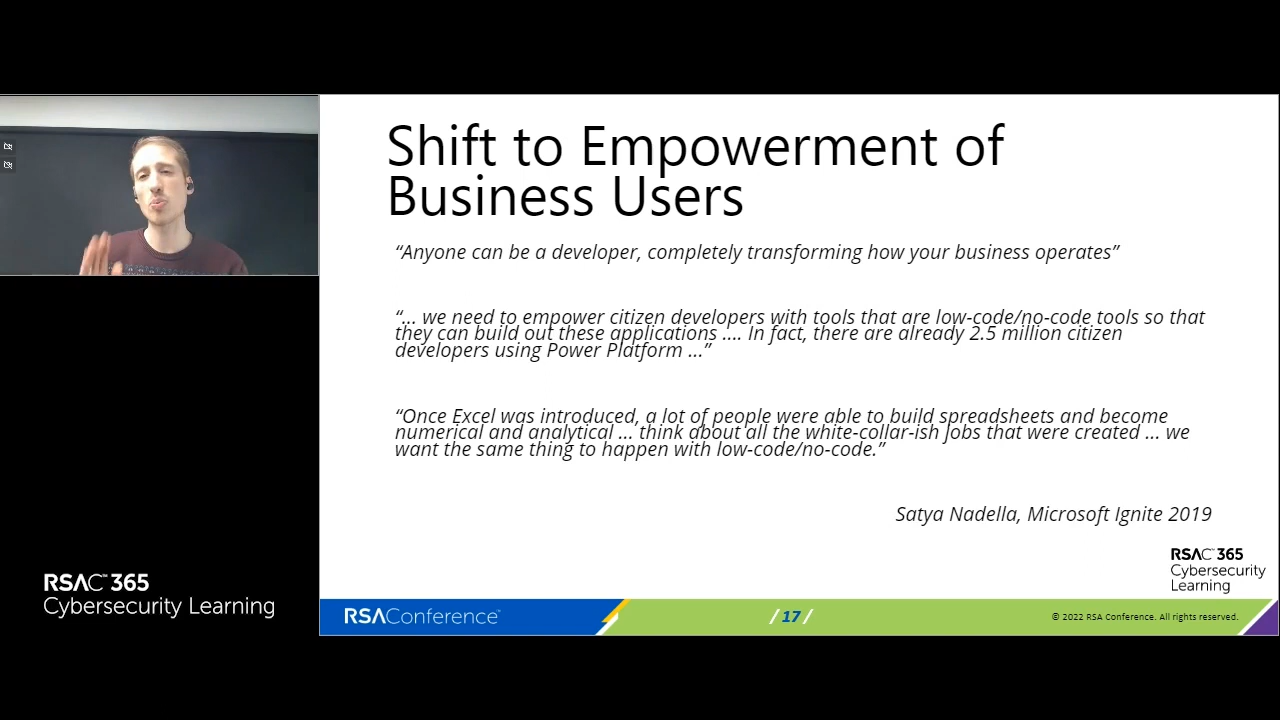 Shift to Empowerment of
Business Users
“Anyone can be a developer, completely transforming how your business operates”
“... we need to empower citizen developers with tools that are low-code/no-code tools so that
they can build out these applications .... In fact, there are already 2.5 million citizen
developers using Power Platform ...”
“Once Excel was introduced, a lot of people were able to build spreadsheets and become
numerical and analytical ... think about all the white-collar-ish jobs that were created ... we
want the same thing to happen with low-code/no-code.”
Satya Nadella, Microsoft Ignite 2019
RSAC™ 365
Cybersecurity Learning
RSAC™ 365
Cybersecurity
Learning
RSAConference™
/ 17 /
© 2022 RSA Conference. All rights reserved.